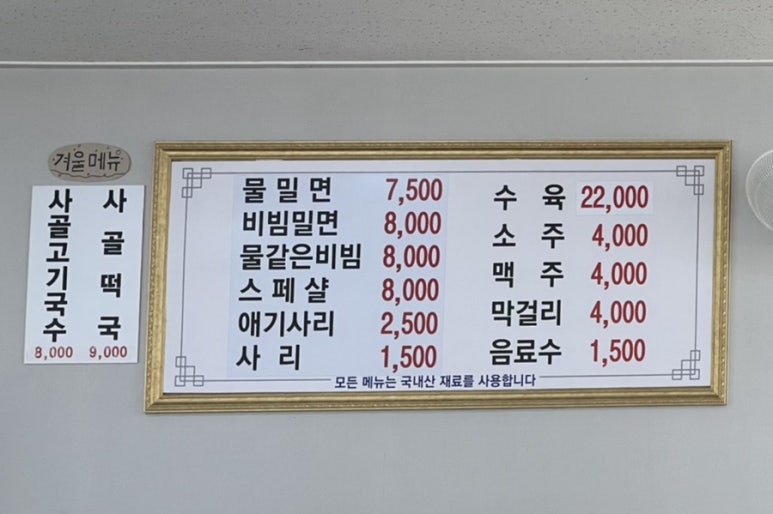 겨울메뉴
사골고기국수 8,000
사골떡국 9,000
물밀면 7,500
비빔밀면 8,000
물같은비빔 8,000
스페샬 8,000
애기사리 2,500
사리 1,500
수육 22,000
소주 4,000
맥주 4,000
막걸리 4,000
음료수 1,500
모든 메뉴는 국내산 재료를 사용합니다